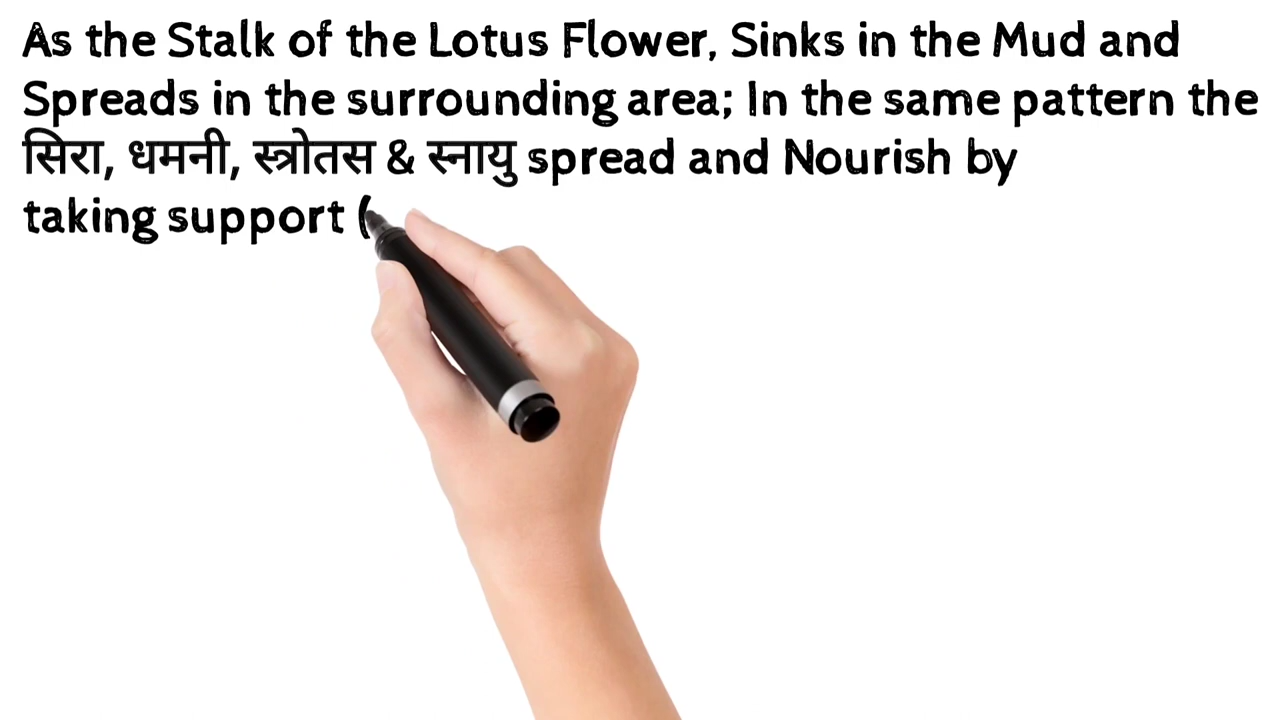 As the Stalk of the Lotus Flower, Sinks in the Mud and
Spreads in the surrounding area; In the same pattern the
सिरा, धमनी, स्त्रोतस & स्नायु spread and Nourish by
taking support (